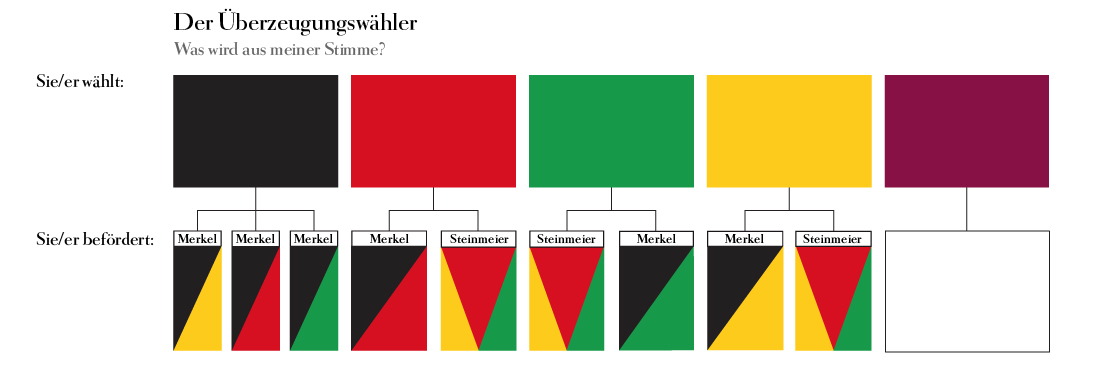 Der Überzeugungswähler
Was wird aus meiner Stimme?
Sie/er wählt:
Sie/er befördert:
Merkel
Merkel
Merkel
Merkel
Steinmeier
Steinmeier
Merkel
Merkel
Steinmeier